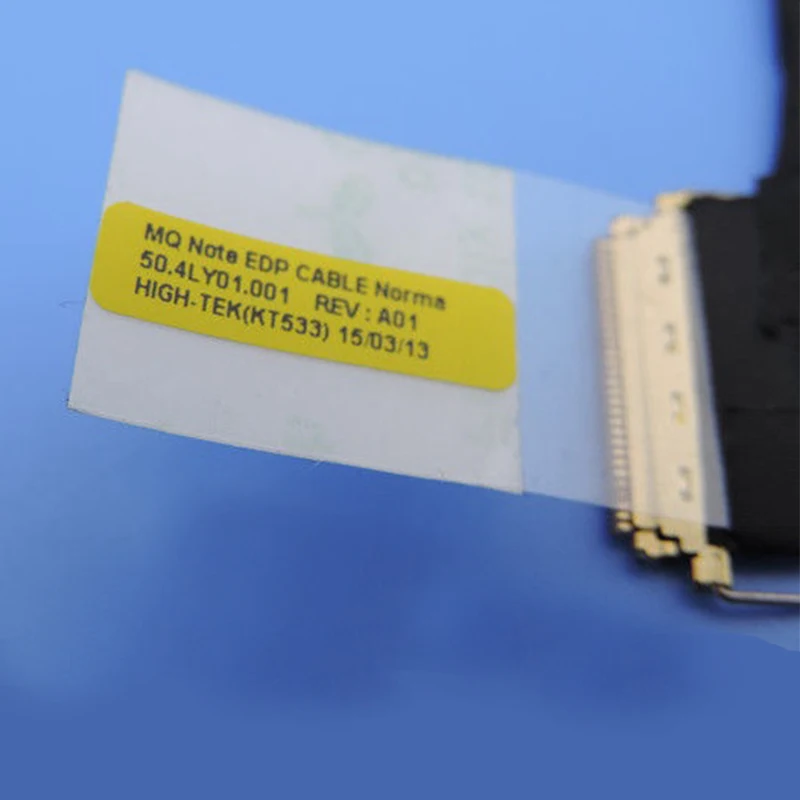 MQ Note EDP CABLE Norma
50.4LY01.001 REV : A01
HIGH-TEK(KT533) 15/03/13